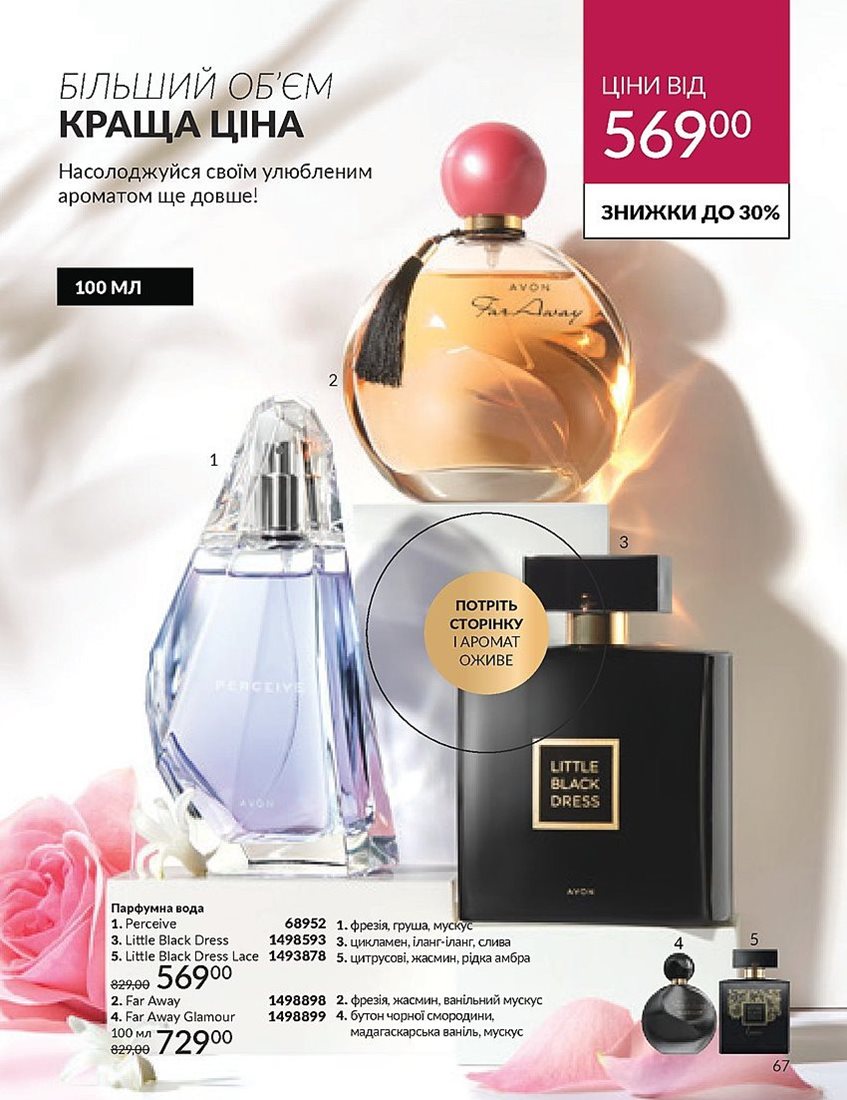 БІЛЬШИЙ ОБ’ЄМ
КРАЩА ЦІНА
Насолоджуйся своїм улюбленим
ароматом ще довше!
100 МЛ
ЦІНИ ВІД
569⁰⁰
ЗНИЖКИ ДО 30%
AVON
Far Away
2
1
3
ПОТРІТЬ
СТОРІНКУ
І АРОМАТ
ОЖИВЕ
PERCEIVE
AVON
LITTLE
BLACK
DRESS
AVON
Парфумна вода
1. Perceive 68952 1. фрезія, груша, мускус
3. Little Black Dress 1498593 3. цикламен, іланг-іланг, слива
5. Little Black Dress Lace 1493878 5. цитрусові, жасмин, рідка амбра
829,00 569⁰⁰
2. Far Away 1498898 2. фрезія, жасмин, ванільний мускус
4. Far Away Glamour 1498899 4. бутон чорної смородини,
мадагаскарська ваніль, мускус
100 мл
829,00 729⁰⁰
4
5
67